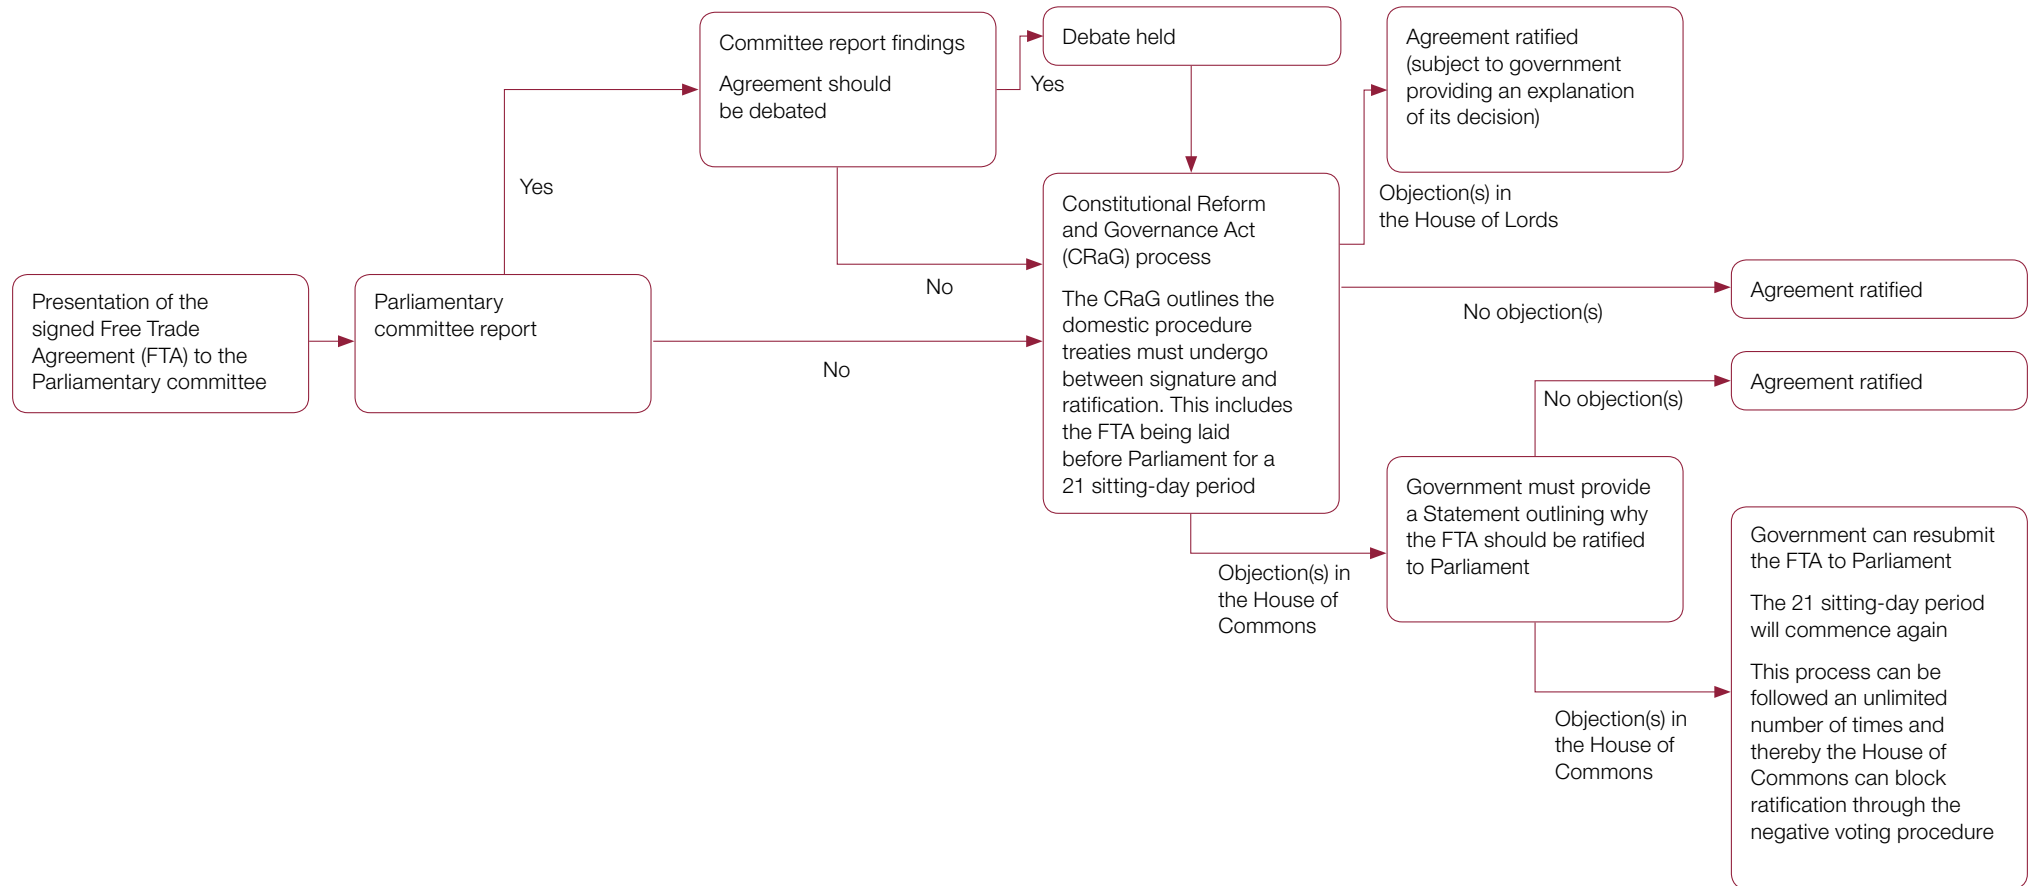 Presentation of the
signed Free Trade
Agreement (FTA) to the
Parliamentary committee
Parliamentary
committee report
Yes
No
Committee report findings
Agreement should
be debated
Yes
No
Debate held
Constitutional Reform
and Governance Act
(CRaG) process
The CRaG outlines the
domestic procedure
treaties must undergo
between signature and
ratification. This includes
the FTA being laid
before Parliament for a
21 sitting-day period
Objection(s) in
the House of Lords
Agreement ratified
(subject to government
providing an explanation
of its decision)
No objection(s)
Agreement ratified
Objection(s) in
the House of
Commons
Government must provide
a Statement outlining why
the FTA should be ratified
to Parliament
No objection(s)
Agreement ratified
Objection(s) in
the House of
Commons
Government can resubmit
the FTA to Parliament
The 21 sitting-day period
will commence again
This process can be
followed an unlimited
number of times and
thereby the House of
Commons can block
ratification through the
negative voting procedure